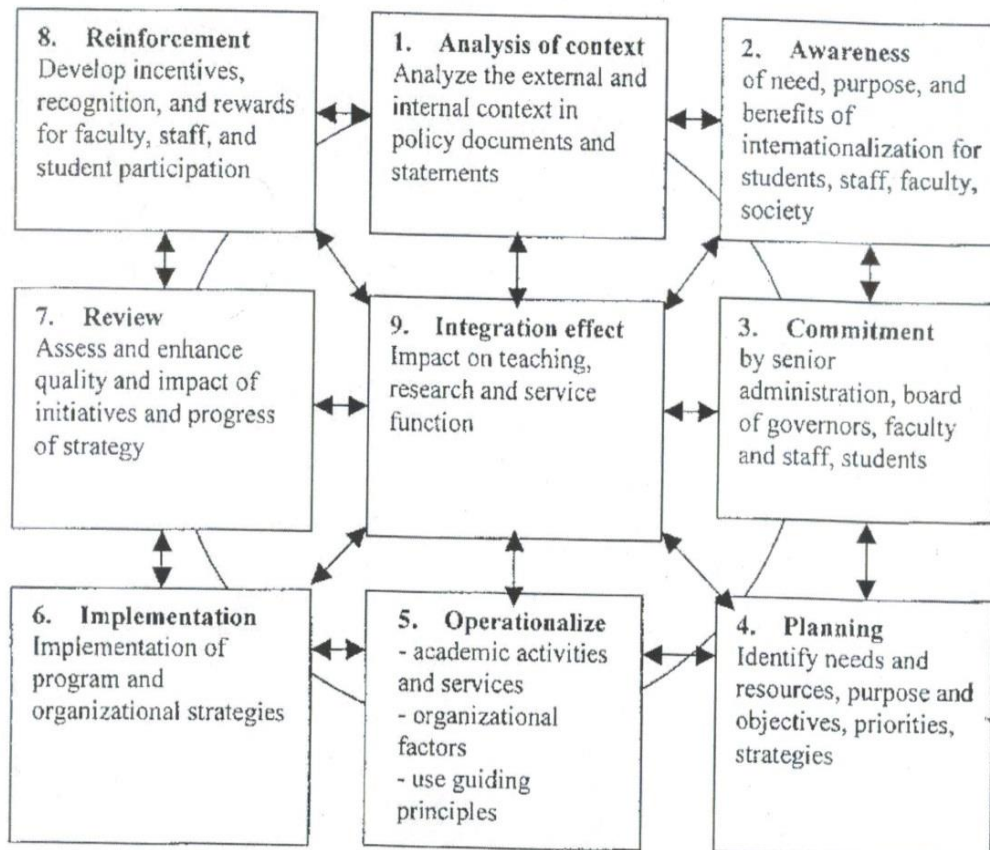 8. Reinforcement
Develop incentives,
recognition, and rewards
for faculty, staff, and
student participation
1. Analysis of context
Analyze the external and
internal context in
policy documents and
statements
2. Awareness
of need, purpose, and
benefits of
internationalization for
students, staff, faculty,
society
7. Review
Assess and enhance
quality and impact of
initiatives and progress
of strategy
9. Integration effect
Impact on teaching,
research and service
function
3. Commitment
by senior
administration, board
of governors, faculty
and staff, students
6. Implementation
Implementation of
program and
organizational strategies
5. Operationalize
- academic activities
and services
- organizational
factors
- use guiding
principles
4. Planning
Identify needs and
resources, purpose and
objectives, priorities,
strategies